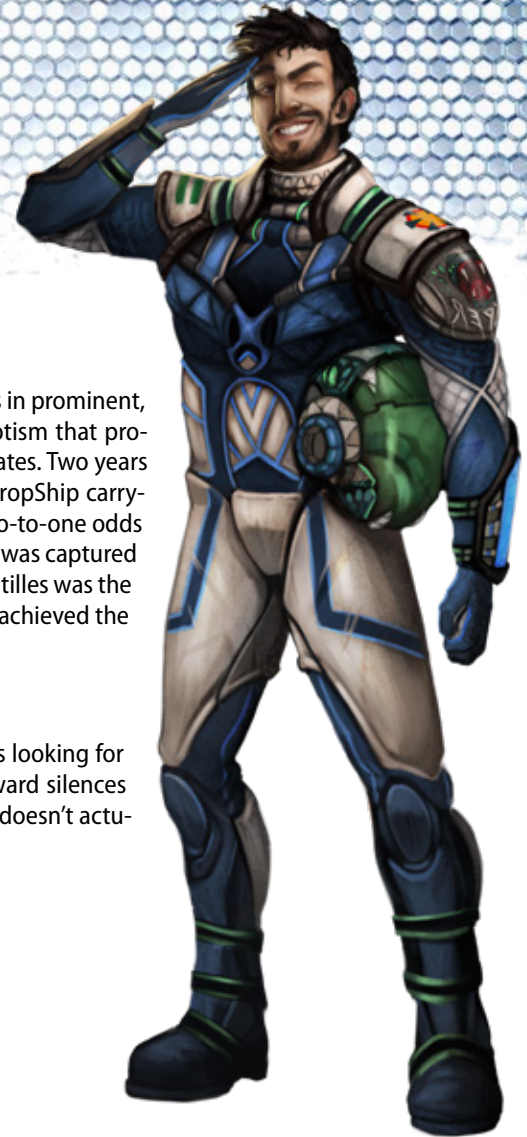 s in prominent,
otism that pro-
ates. Two years
ropShip carry-
o-to-one odds
was captured
tilles was the
achieved the
s looking for
ward silences
doesn't actu-